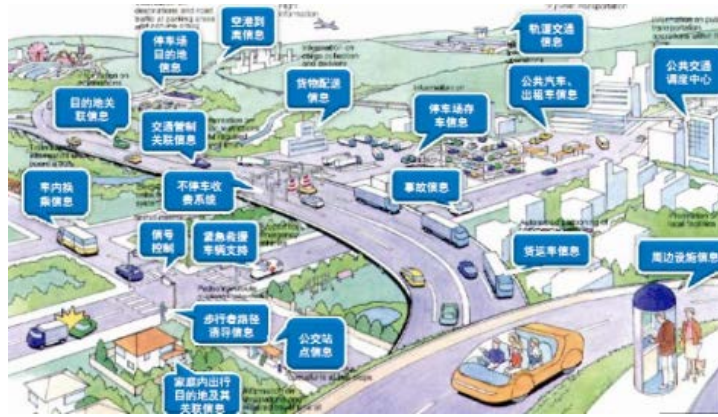 空港到
离信息
停车场
目的地
信息
轨道交通
信息
公共交通
调度中心
货物配送
信息
公共汽车、
出租车信息
目的地关
联信息
交通管制
关联信息
停车场存
车信息
车内换
乘信息
不停车收
费系统
事故信息
信号
控制
紧急救援
车辆支持
货运车信息
周边设施信息
步行者路径
诱导信息
公交站
点信息
家庭内出行
目的地及其
关联信息